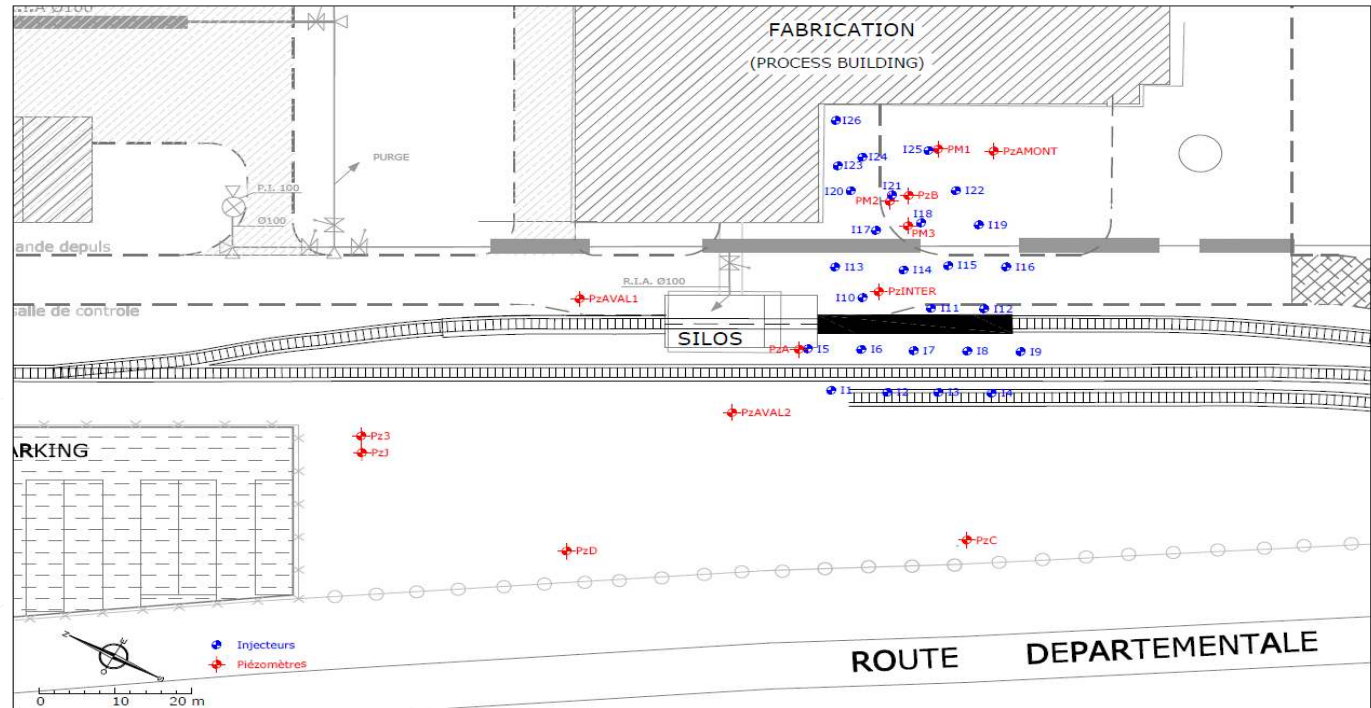 R.I.A Ø100
FABRICATION
(PROCESS BUILDING)
I26
I25
PM1
PzAMONT
I24
I23
PURGE
P.I. 100
I20
I21
PzB
I22
PM2
Ø100
I18
I17
PM3
I19
ande depuis
I13
I14
I15
I16
R.I.A. Ø100
PzAVAL1
I10
PzINTER
salle de controle
I11
I12
SILOS
PzA
I5
I6
I7
I8
I9
I1
I2
I3
I4
PzAVAL2
Pz3
ARKING
PzJ
PzD
PzC
N
E
O
S
Injecteurs
Piézomètres
ROUTE DEPARTEMENTALE
0 10 20 m